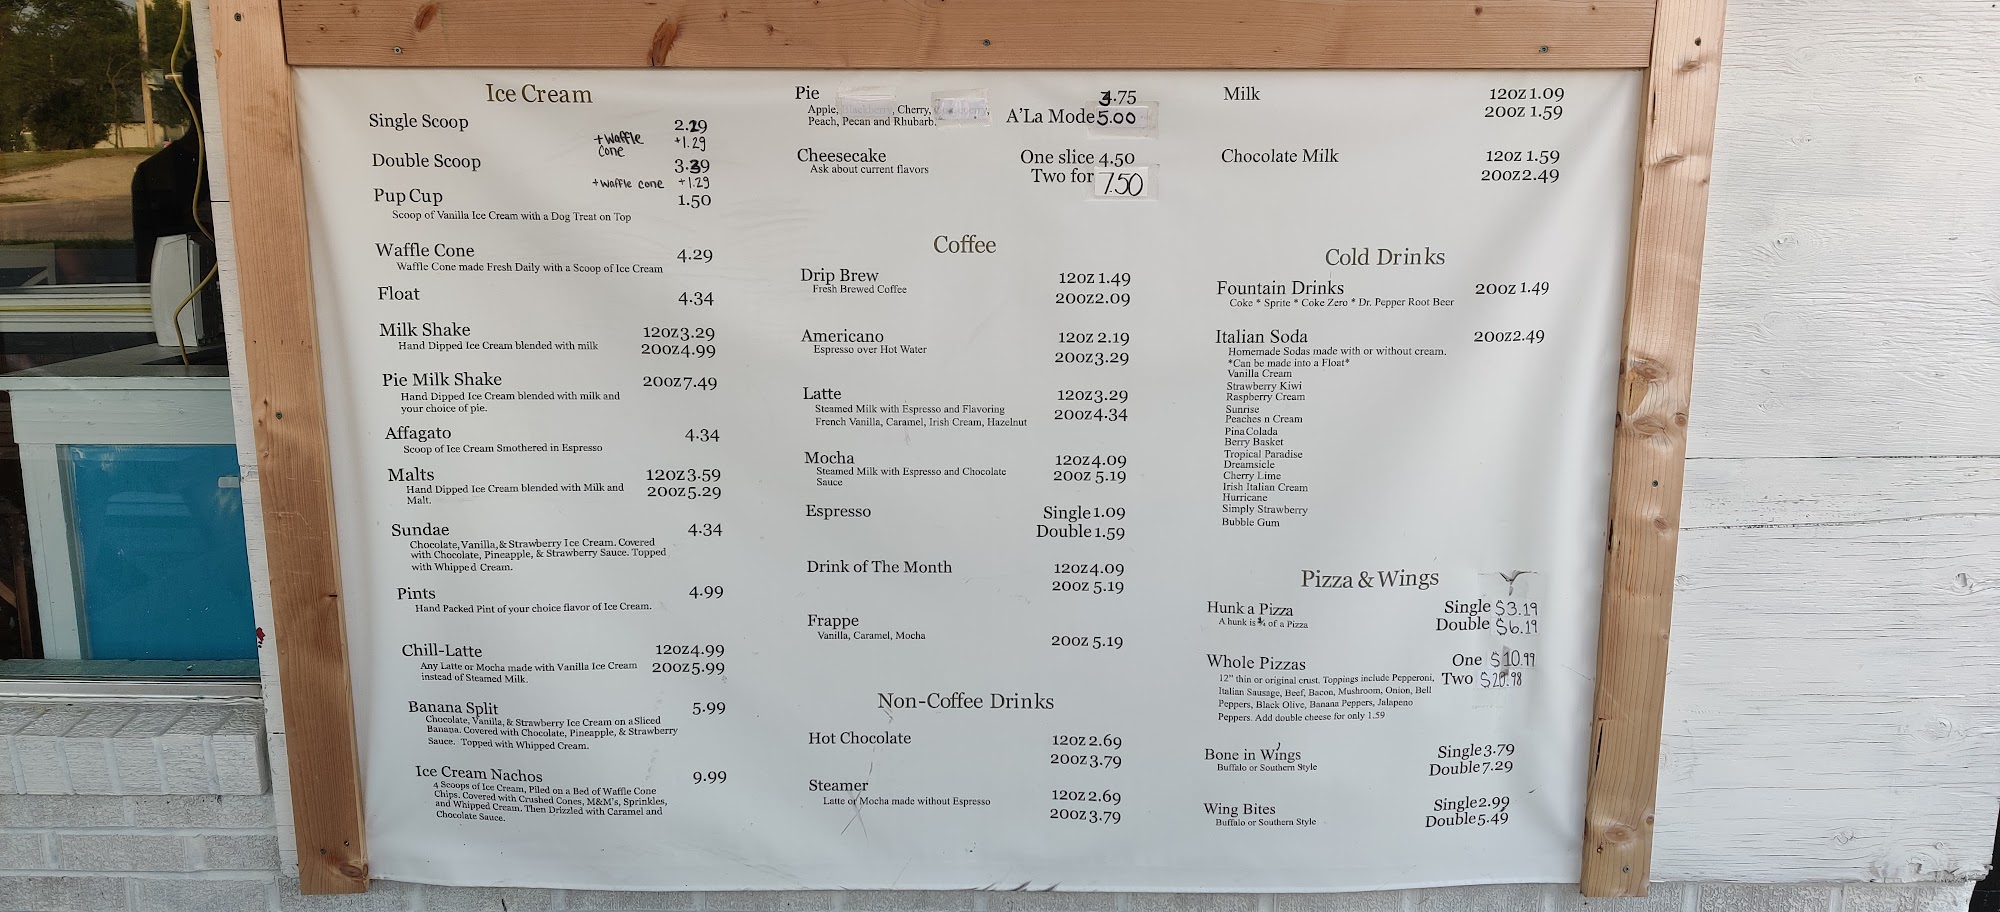 Ice Cream
Single Scoop 2.29
+Waffle cone +1.29
Double Scoop 3.39
+Waffle cone +1.29
Pup Cup 1.50
Scoop of Vanilla Ice Cream with a Dog Treat on Top
Waffle Cone 4.29
Waffle Cone made Fresh Daily with a Scoop of Ice Cream
Float 4.34
Milk Shake 12oz 3.29
Hand Dipped Ice Cream blended with milk 20oz 4.99
Pie Milk Shake 20oz 7.49
Hand Dipped Ice Cream blended with milk and
your choice of pie.
Affagato 4.34
Scoop of Ice Cream Smothered in Espresso
Malts 12oz 3.59
Hand Dipped Ice Cream blended with Milk and 20oz 5.29
Malt.
Sundae 4.34
Chocolate, Vanilla, & Strawberry Ice Cream. Covered
with Chocolate, Pineapple, & Strawberry Sauce. Topped
with Whipped Cream.
Pints 4.99
Hand Packed Pint of your choice flavor of Ice Cream.
Chill-Latte 12oz 4.99
Any Latte or Mocha made with Vanilla Ice Cream 20oz 5.99
instead of Steamed Milk.
Banana Split 5.99
Chocolate, Vanilla, & Strawberry Ice Cream on a Sliced
Banana. Covered with Chocolate, Pineapple, & Strawberry
Sauce. Topped with Whipped Cream.
Ice Cream Nachos 9.99
4 Scoops of Ice Cream, Piled on a Bed of Waffle Cone
Chips. Covered with Crushed Cones, M&M's, Sprinkles,
and Whipped Cream. Then Drizzled with Caramel and
Chocolate Sauce.
Pie 3.75
Apple, Blackberry, Cherry,
Peach, Pecan and Rhubarb. A'La Mode 5.00
Cheesecake One slice 4.50
Ask about current flavors Two for 7.50
Coffee
Drip Brew 12oz 1.49
Fresh Brewed Coffee 20oz 2.09
Americano 12oz 2.19
Espresso over Hot Water 20oz 3.29
Latte 12oz 3.29
Steamed Milk with Espresso and Flavoring 20oz 4.34
French Vanilla, Caramel, Irish Cream, Hazelnut
Mocha 12oz 4.09
Steamed Milk with Espresso and Chocolate 20oz 5.19
Sauce
Espresso Single 1.09
Double 1.59
Drink of The Month 12oz 4.09
20oz 5.19
Frappe
Vanilla, Caramel, Mocha 20oz 5.19
Non-Coffee Drinks
Hot Chocolate 12oz 2.69
20oz 3.79
Steamer 12oz 2.69
Latte or Mocha made without Espresso 20oz 3.79
Milk 12oz 1.09
20oz 1.59
Chocolate Milk 12oz 1.59
20oz 2.49
Cold Drinks
Fountain Drinks 20oz 1.49
Coke * Sprite * Coke Zero * Dr. Pepper Root Beer
Italian Soda 20oz 2.49
Homemade Sodas made with or without cream.
*Can be made into a Float*
Vanilla Cream
Strawberry Kiwi
Raspberry Cream
Sunrise
Peaches n Cream
Pina Colada
Berry Basket
Tropical Paradise
Dreamsicle
Cherry Lime
Irish Italian Cream
Hurricane
Simply Strawberry
Bubble Gum
Pizza & Wings
Hunk a Pizza Single $3.19
A hunk is ¼ of a Pizza Double $6.19
Whole Pizzas One $10.99
12" thin or original crust. Toppings include Pepperoni, Two $20.98
Italian Sausage, Beef, Bacon, Mushroom, Onion, Bell
Peppers, Black Olive, Banana Peppers, Jalapeno
Peppers. Add double cheese for only 1.59
Bone in Wings Single 3.79
Buffalo or Southern Style Double 7.29
Wing Bites Single 2.99
Buffalo or Southern Style Double 5.49